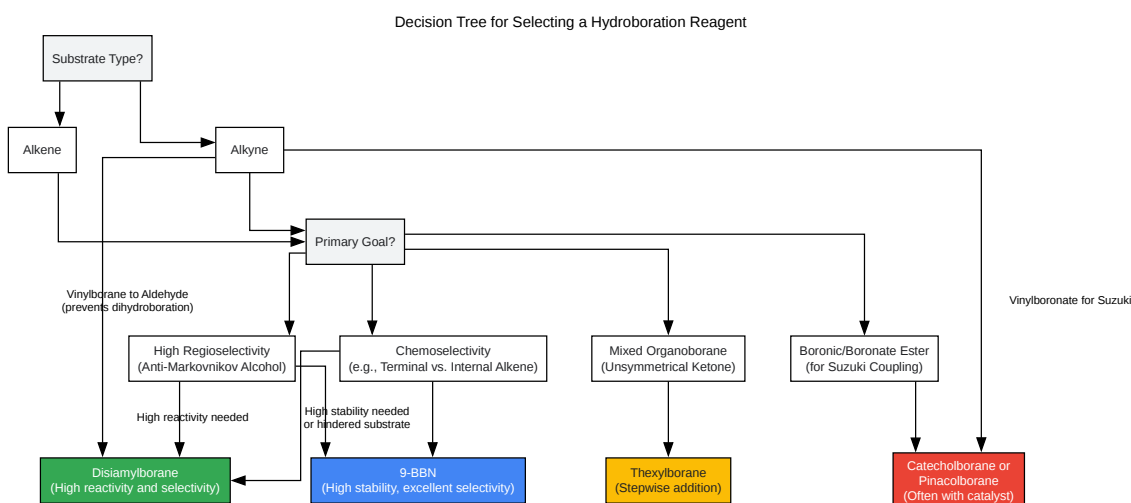 Decision Tree for Selecting a Hydroboration Reagent
Substrate Type?
Alkene
Alkyne
Primary Goal?
Vinylborane to Aldehyde
(prevents dihydroboration)
Vinylboronate for Suzuki
High Regioselectivity
(Anti-Markovnikov Alcohol)
Chemoselectivity
(e.g., Terminal vs. Internal Alkene)
Mixed Organoborane
(Unsymmetrical Ketone)
Boronic/Boronate Ester
(for Suzuki Coupling)
High reactivity needed
High stability needed
or hindered substrate
Disiamylborane
(High reactivity and selectivity)
9-BBN
(High stability, excellent selectivity)
Thexylborane
(Stepwise addition)
Catecholborane or
Pinacolborane
(Often with catalyst)